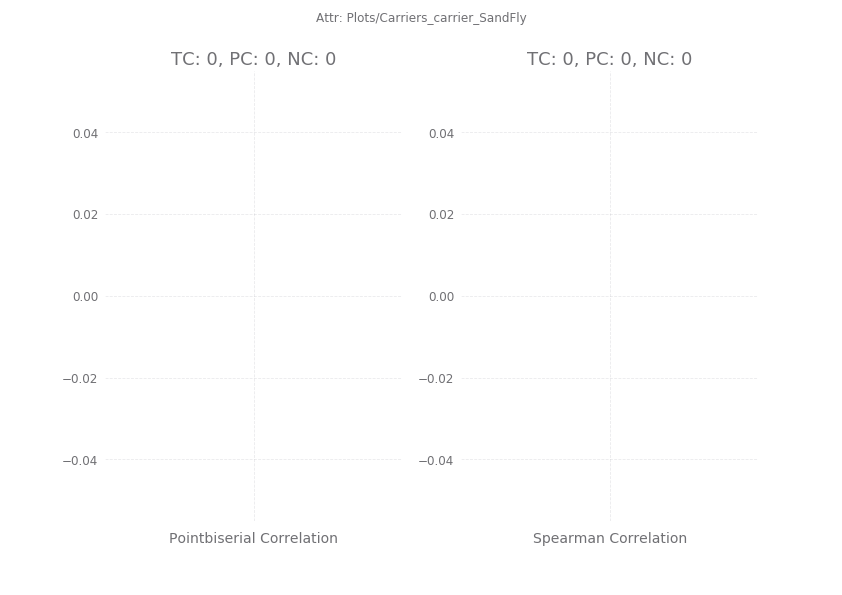 Attr: Plots/Carriers_carrier_SandFly
TC: 0, PC: 0, NC: 0
0.04
0.02
0.00
−0.02
−0.04
Pointbiserial Correlation
TC: 0, PC: 0, NC: 0
0.04
0.02
0.00
−0.02
−0.04
Spearman Correlation